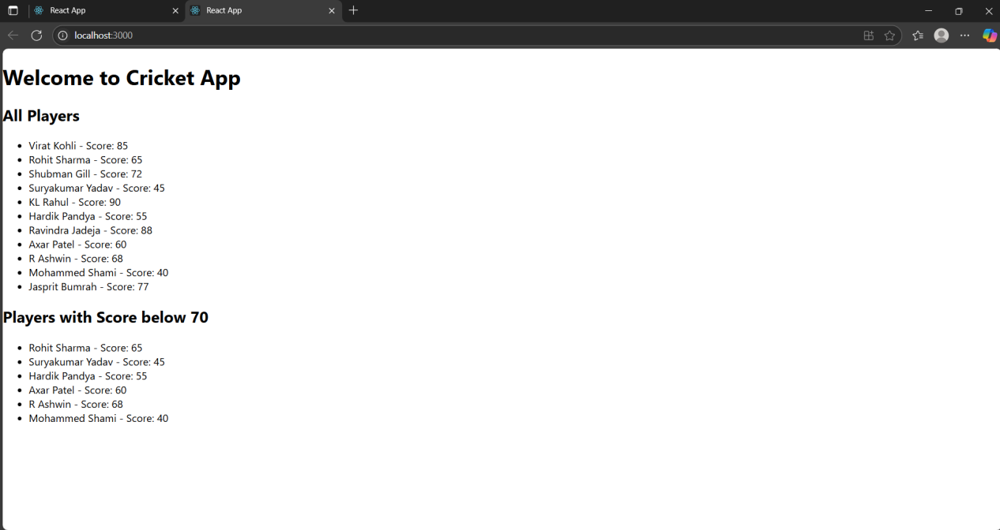 React App
React App
localhost:3000
Welcome to Cricket App
All Players
Virat Kohli - Score: 85
Rohit Sharma - Score: 65
Shubman Gill - Score: 72
Suryakumar Yadav - Score: 45
KL Rahul - Score: 90
Hardik Pandya - Score: 55
Ravindra Jadeja - Score: 88
Axar Patel - Score: 60
R Ashwin - Score: 68
Mohammed Shami - Score: 40
Jasprit Bumrah - Score: 77
Players with Score below 70
Rohit Sharma - Score: 65
Suryakumar Yadav - Score: 45
Hardik Pandya - Score: 55
Axar Patel - Score: 60
R Ashwin - Score: 68
Mohammed Shami - Score: 40